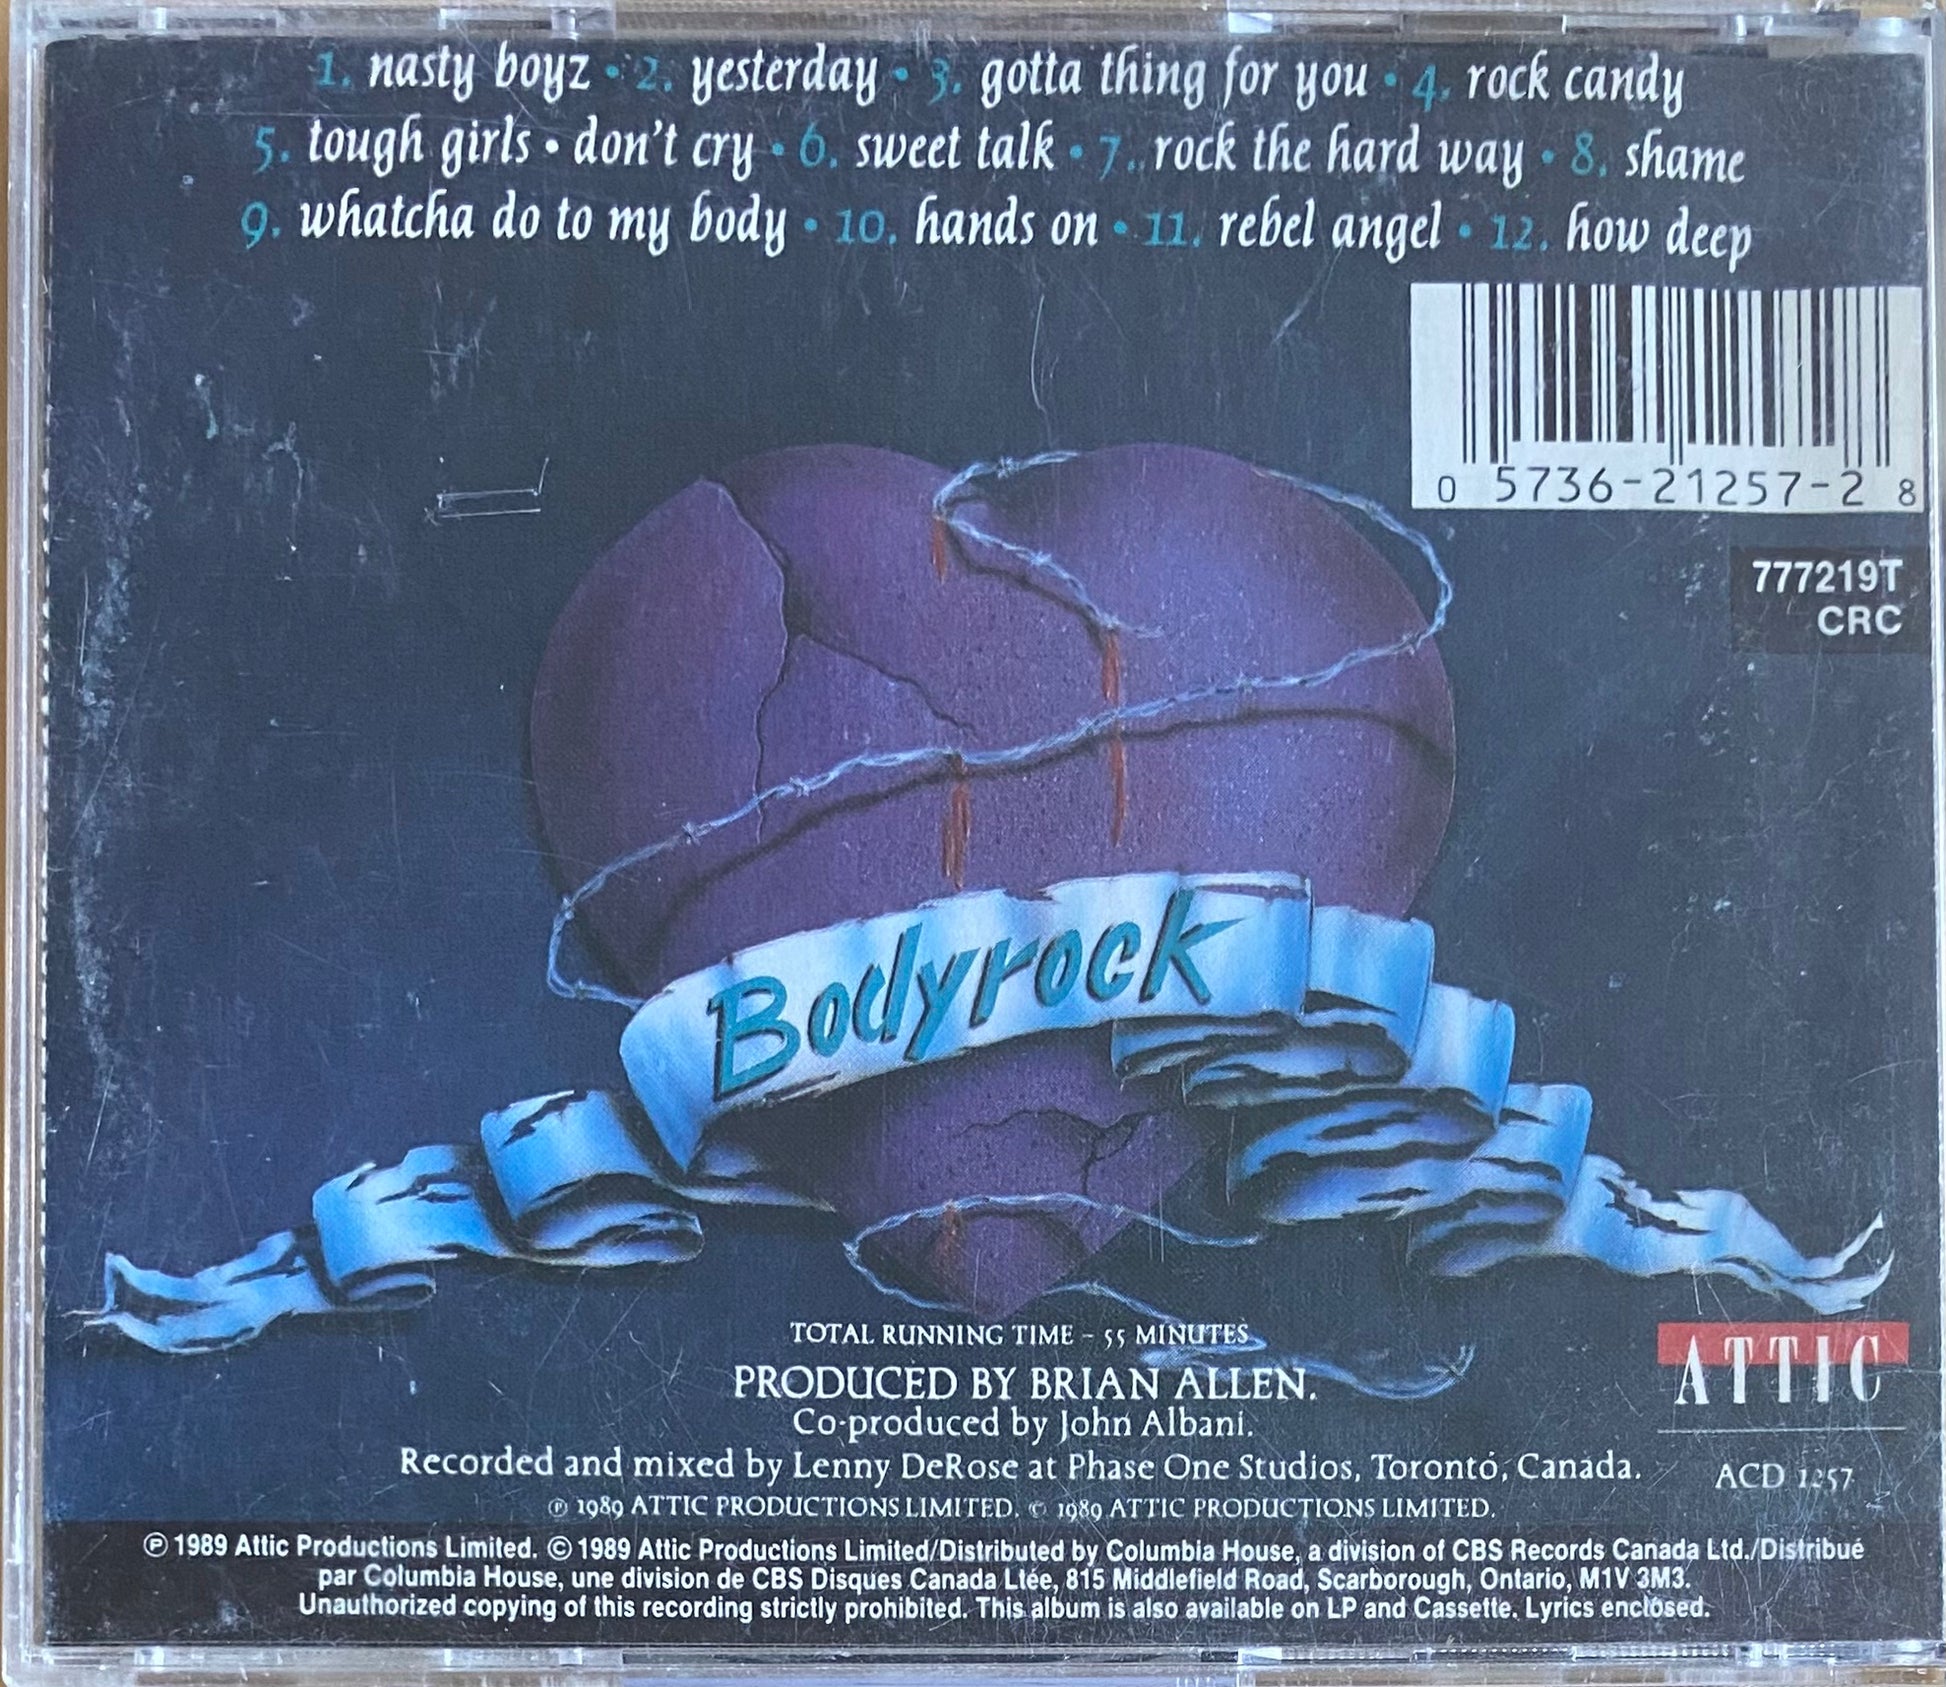 1. nasty boyz • 2. yesterday • 3. gotta thing for you • 4. rock candy
5. tough girls • don't cry • 6. sweet talk • 7. rock the hard way • 8. shame
9. whatcha do to my body • 10. hands on • 11. rebel angel • 12. how deep
0 5736-21257-2 8
777219T
CRC
Bodyrock
TOTAL RUNNING TIME – 55 MINUTES
PRODUCED BY BRIAN ALLEN.
Co-produced by John Albani.
Recorded and mixed by Lenny DeRose at Phase One Studios, Toronto, Canada.
℗ 1989 ATTIC PRODUCTIONS LIMITED. © 1989 ATTIC PRODUCTIONS LIMITED.
ATTIC
ACD 1257
℗ 1989 Attic Productions Limited. © 1989 Attic Productions Limited/Distributed by Columbia House, a division of CBS Records Canada Ltd./Distribué
par Columbia House, une division de CBS Disques Canada Ltée, 815 Middlefield Road, Scarborough, Ontario, M1V 3M3.
Unauthorized copying of this recording strictly prohibited. This album is also available on LP and Cassette. Lyrics enclosed.